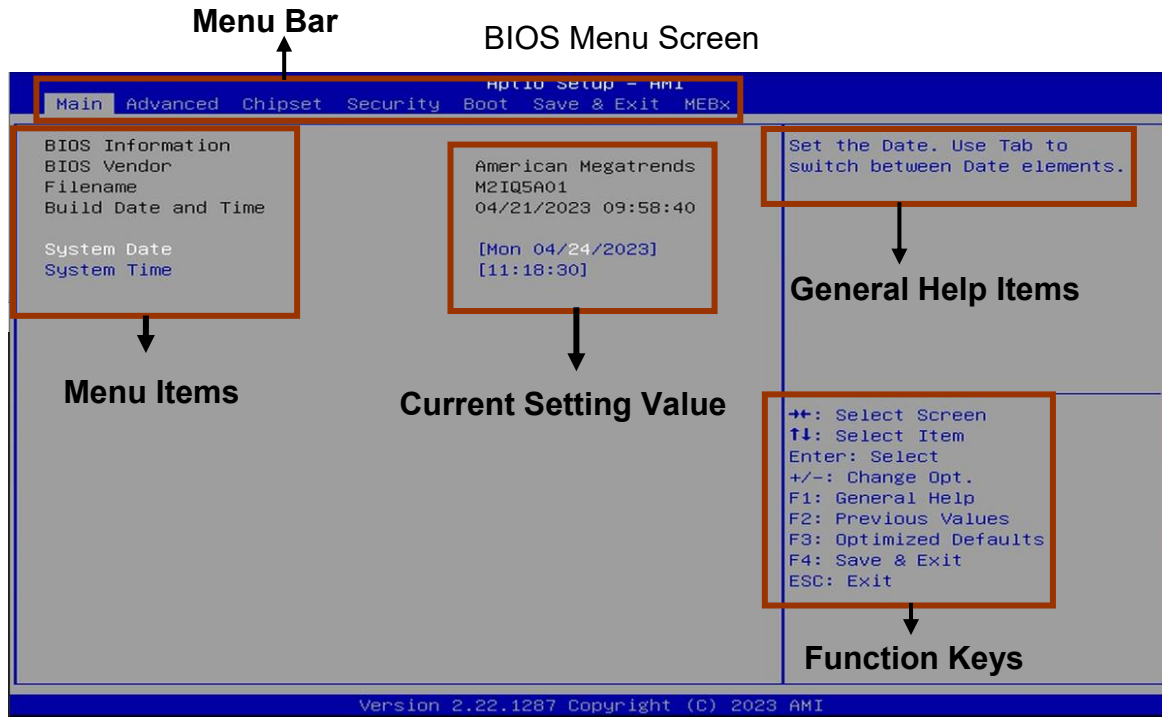 Menu Bar
BIOS Menu Screen
Aptio Setup – AMI
Main Advanced Chipset Security Boot Save & Exit MEBx
BIOS Information
BIOS Vendor American Megatrends
Filename M2IQ5A01
Build Date and Time 04/21/2023 09:58:40
System Date [Mon 04/24/2023]
System Time [11:18:30]
Set the Date. Use Tab to
switch between Date elements.
General Help Items
Menu Items
Current Setting Value
→←: Select Screen
↑↓: Select Item
Enter: Select
+/-: Change Opt.
F1: General Help
F2: Previous Values
F3: Optimized Defaults
F4: Save & Exit
ESC: Exit
Function Keys
Version 2.22.1287 Copyright (C) 2023 AMI